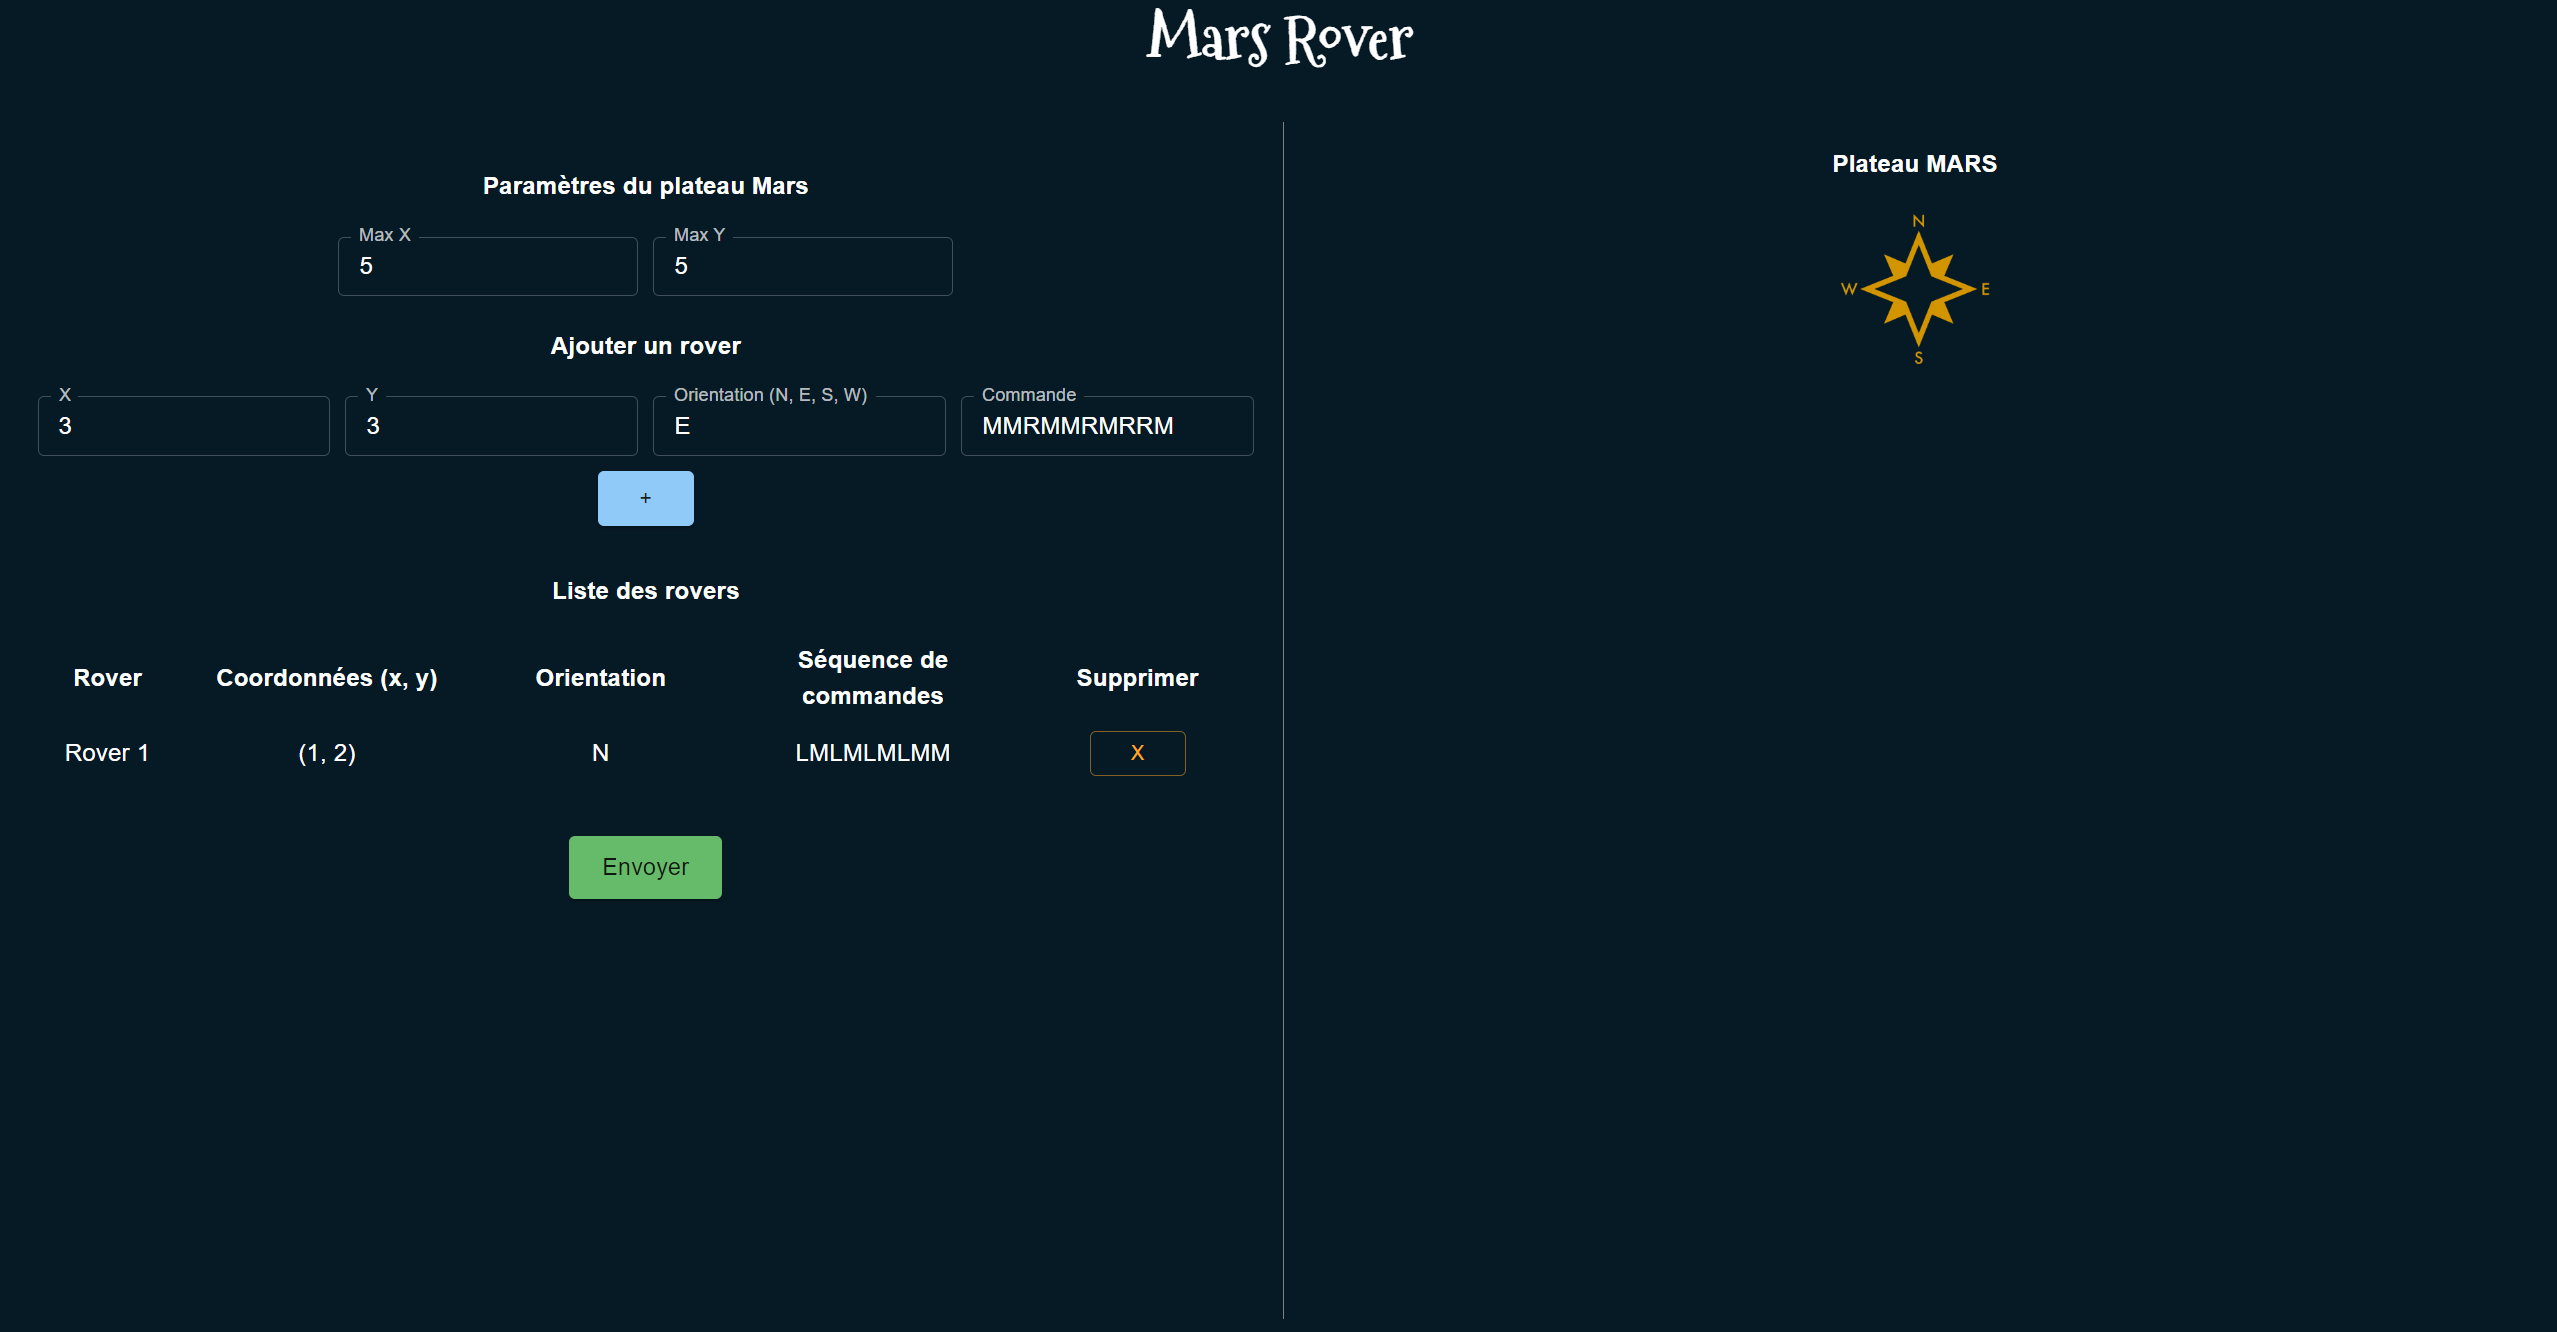 Mars Rover
Paramètres du plateau Mars
Max X
5
Max Y
5
Ajouter un rover
X
3
Y
3
Orientation (N, E, S, W)
E
Commande
MMRMMRMRRM
+
Liste des rovers
Rover Coordonnées (x, y) Orientation Séquence de commandes Supprimer
Rover 1 (1, 2) N LMLMLMLMM X
Envoyer
Plateau MARS
N
W E
S